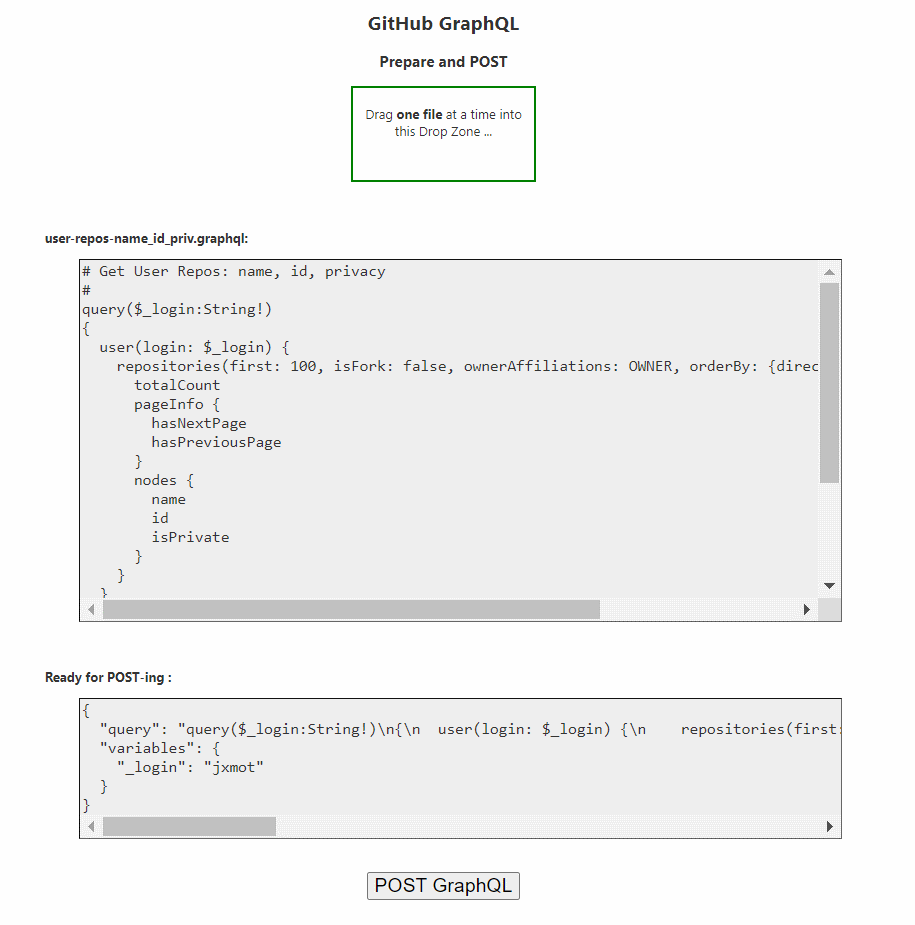 GitHub GraphQL
Prepare and POST
Drag one file at a time into
this Drop Zone ...
user-repos-name_id_priv.graphql:
# Get User Repos: name, id, privacy
#
query($_login:String!)
{
  user(login: $_login) {
    repositories(first: 100, isFork: false, ownerAffiliations: OWNER, orderBy: {direc
      totalCount
      pageInfo {
        hasNextPage
        hasPreviousPage
      }
      nodes {
        name
        id
        isPrivate
      }
    }
  }
Ready for POST-ing :
{
  "query": "query($_login:String!)\n{\n  user(login: $_login) {\n    repositories(first:
  "variables": {
    "_login": "jxmot"
  }
}
POST GraphQL